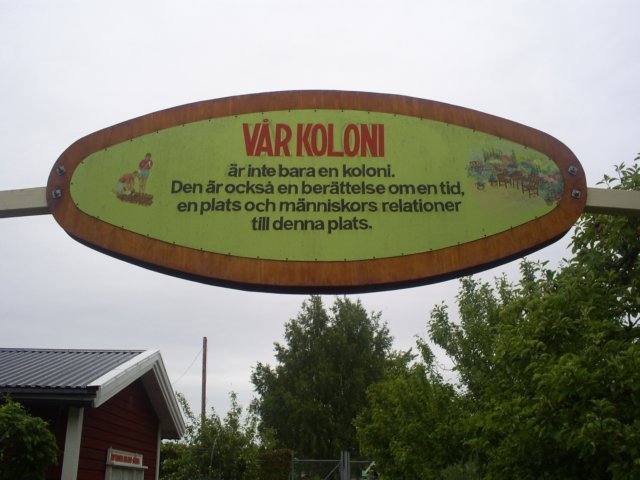 VÅR KOLONI
är inte bara en koloni.
Den är också en berättelse om en tid,
en plats och människors relationer
till denna plats.